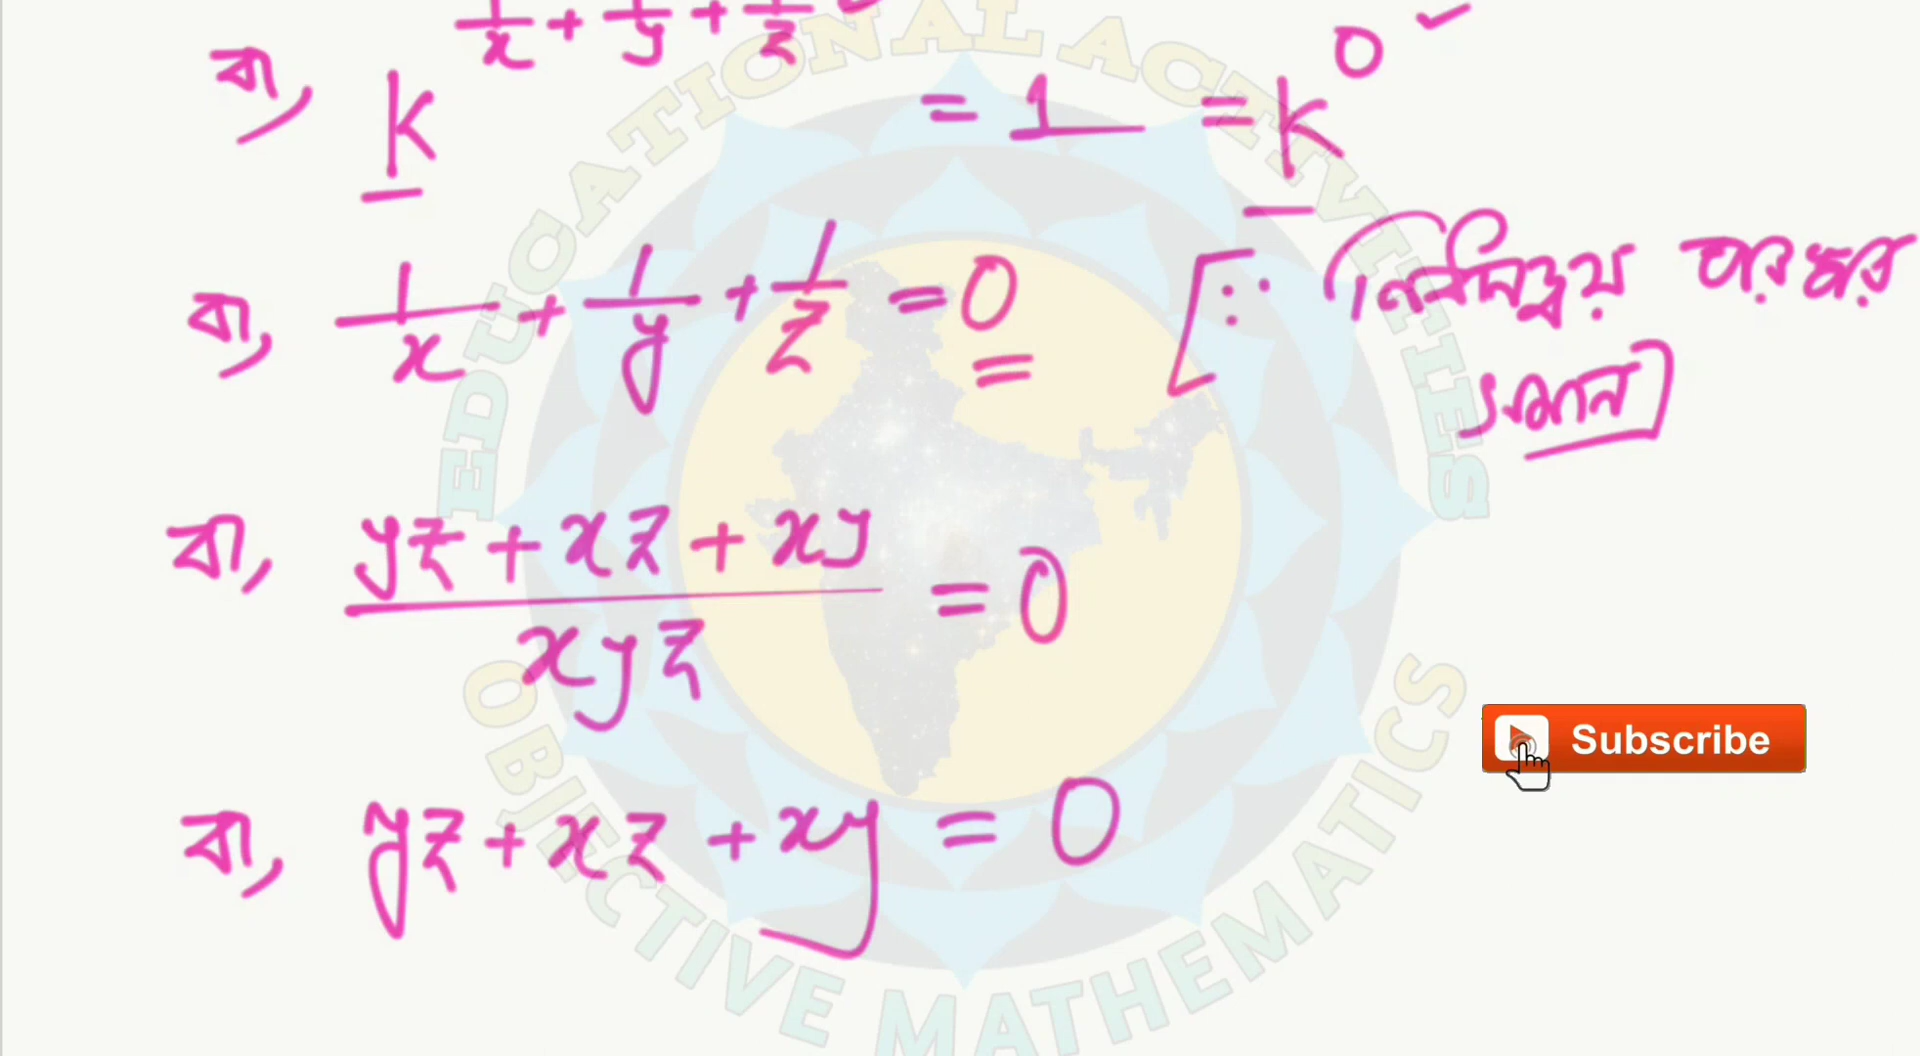 বা, k^(1/x + 1/y + 1/z) = 1 = k^0
বা, 1/x + 1/y + 1/z = 0 [∵ নিধিদ্বয় পরস্পর
সমান]
বা, (yz + xz + xy)/(xyz) = 0
Subscribe
বা, yz + xz + xy = 0
EDUCATIONAL ACTIVITIES
OBJECTIVE MATHEMATICS